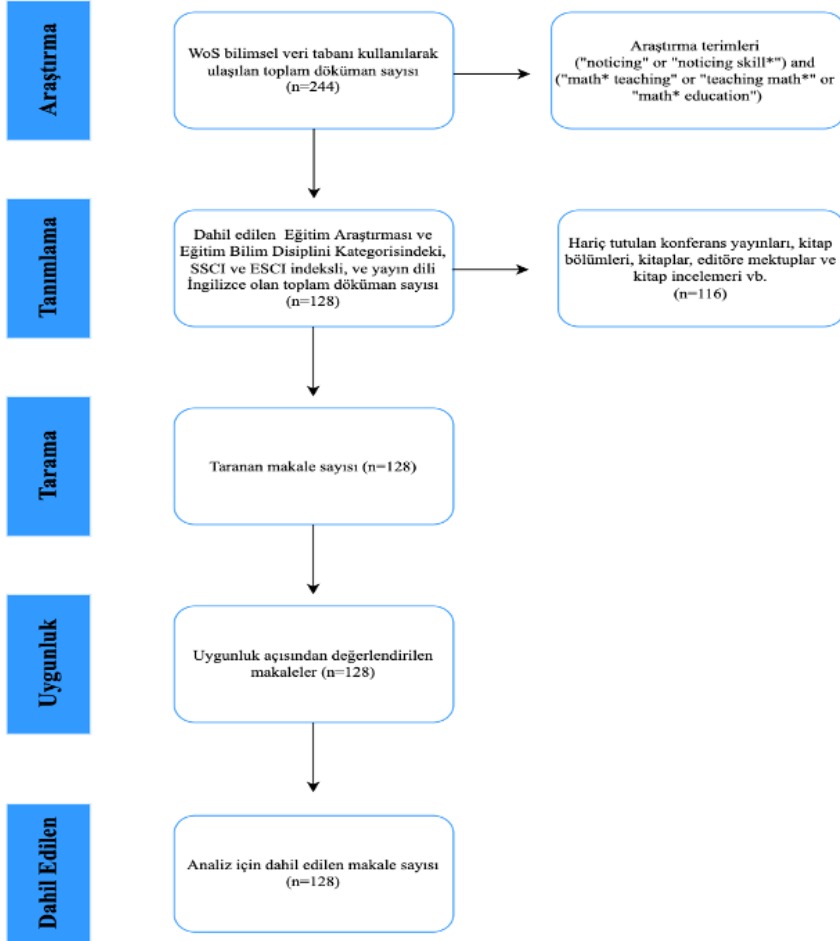 Araştırma
WoS bilimsel veri tabanı kullanılarak
ulaşılan toplam döküman sayısı
(n=244)
Araştırma terimleri
("noticing" or "noticing skill*") and
("math* teaching" or "teaching math*" or
"math* education")
Tanımlama
Dahil edilen Eğitim Araştırması ve
Eğitim Bilim Disiplini Kategorisindeki,
SSCI ve ESCI indeksli, ve yayın dili
İngilizce olan toplam döküman sayısı
(n=128)
Hariç tutulan konferans yayınları, kitap
bölümleri, kitaplar, editöre mektuplar ve
kitap incelemeri vb.
(n=116)
Tarama
Taranan makale sayısı (n=128)
Uygunluk
Uygunluk açısından değerlendirilen
makaleler (n=128)
Dahil Edilen
Analiz için dahil edilen makale sayısı
(n=128)